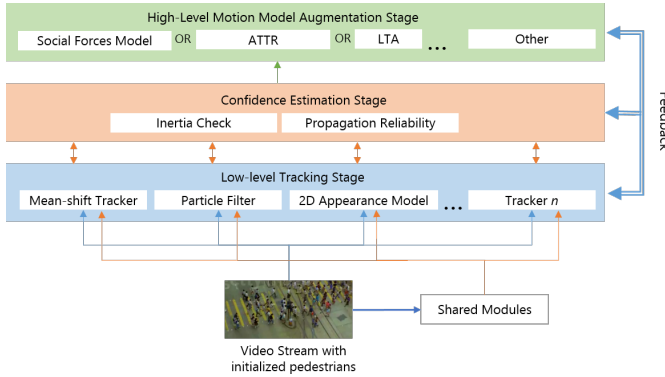 High-Level Motion Model Augmentation Stage
Social Forces Model OR ATTR OR LTA ... Other
Confidence Estimation Stage
Inertia Check Propagation Reliability
Feedback
Low-level Tracking Stage
Mean-shift Tracker Particle Filter 2D Appearance Model ... Tracker n
Shared Modules
Video Stream with
initialized pedestrians